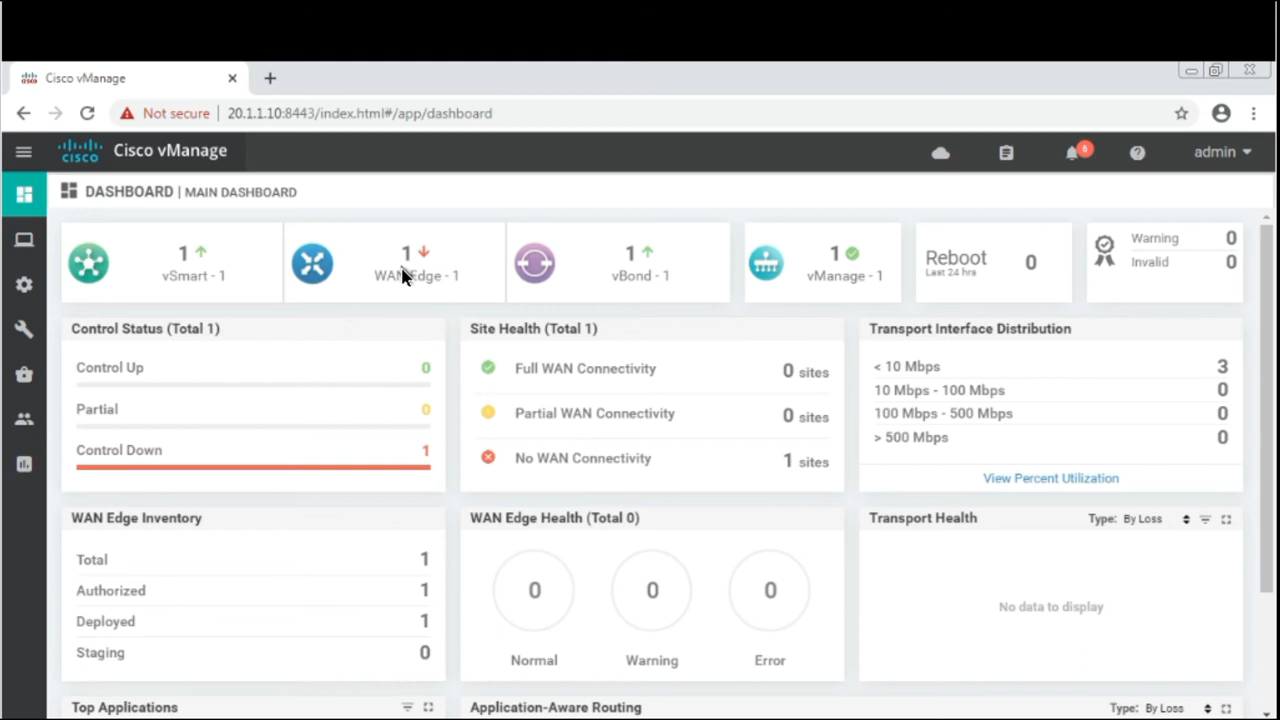 Cisco vManage
Not secure 20.1.1.10:8443/index.html#/app/dashboard
CISCO Cisco vManage
6
admin
DASHBOARD | MAIN DASHBOARD
1
vSmart - 1
1
WAN Edge - 1
1
vBond - 1
1
vManage - 1
Reboot
Last 24 hrs
0
Warning 0
Invalid 0
Control Status (Total 1)
Control Up 0
Partial 0
Control Down 1
Site Health (Total 1)
Full WAN Connectivity 0 sites
Partial WAN Connectivity 0 sites
No WAN Connectivity 1 sites
Transport Interface Distribution
< 10 Mbps 3
10 Mbps - 100 Mbps 0
100 Mbps - 500 Mbps 0
> 500 Mbps 0
View Percent Utilization
WAN Edge Inventory
Total 1
Authorized 1
Deployed 1
Staging 0
WAN Edge Health (Total 0)
0 0 0
Normal Warning Error
Transport Health Type: By Loss
No data to display
Top Applications
Application-Aware Routing Type: By Loss